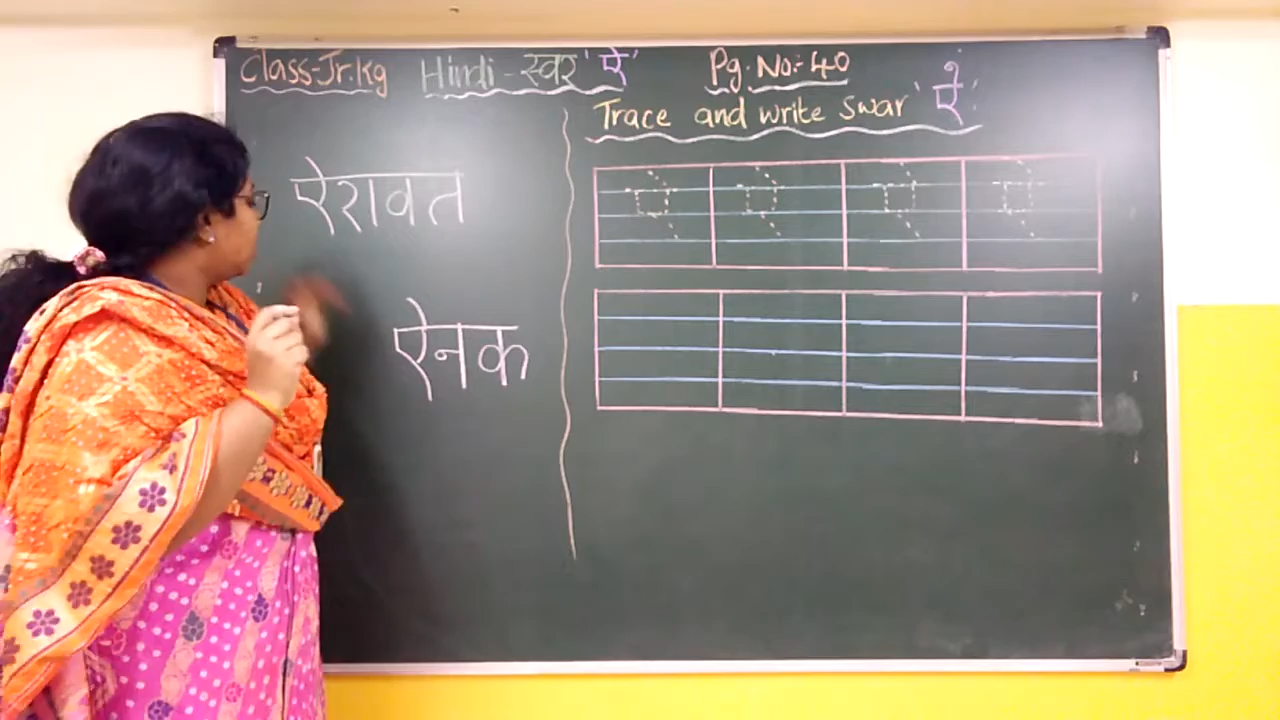 Class-Jr.kg Hindi - स्वर 'ऐ' Pg. No:- 40
Trace and write swar 'ऐ'
ऐरावत
ऐ ऐ ऐ ऐ
ऐनक